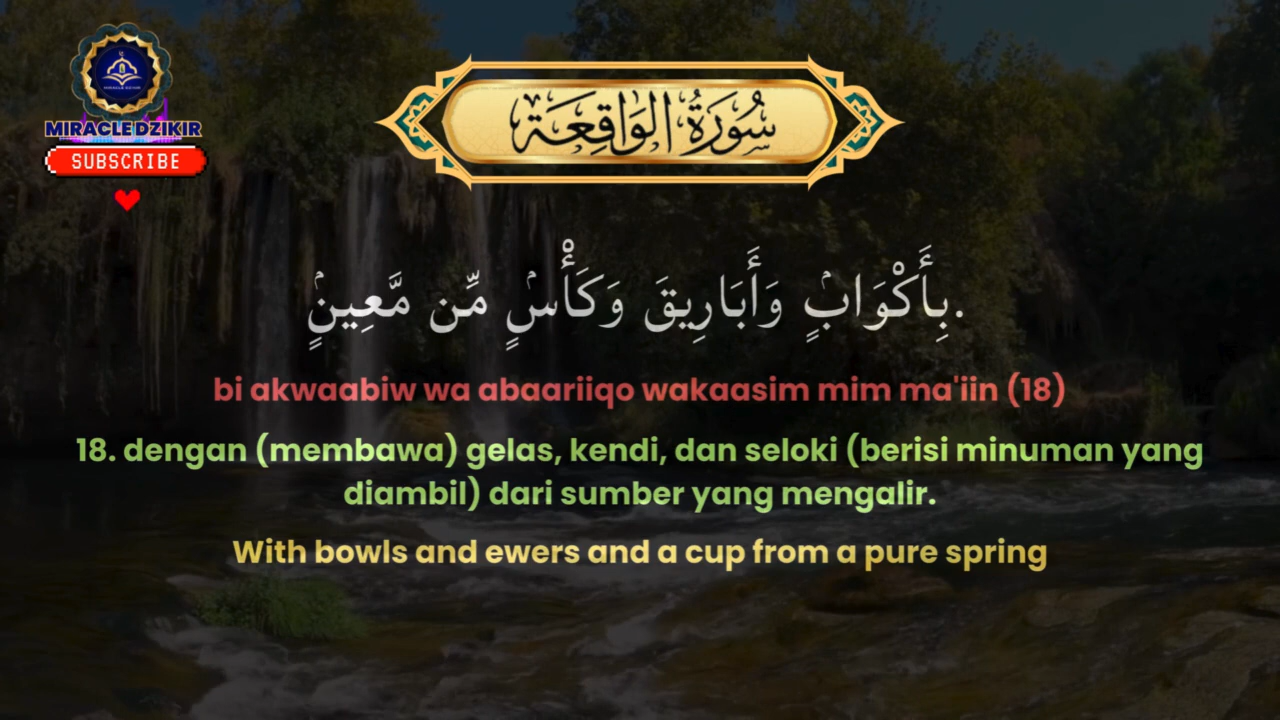 MIRACLE DZIKIR
SUBSCRIBE
سُورَةُ الْوَاقِعَة
بِأَكْوَابٍۢ وَأَبَارِيقَ وَكَأْسٍۢ مِّن مَّعِينٍۢ.
bi akwaabiw wa abaariiqo wakaasim mim ma'iin (18)
18. dengan (membawa) gelas, kendi, dan seloki (berisi minuman yang
diambil) dari sumber yang mengalir.
With bowls and ewers and a cup from a pure spring